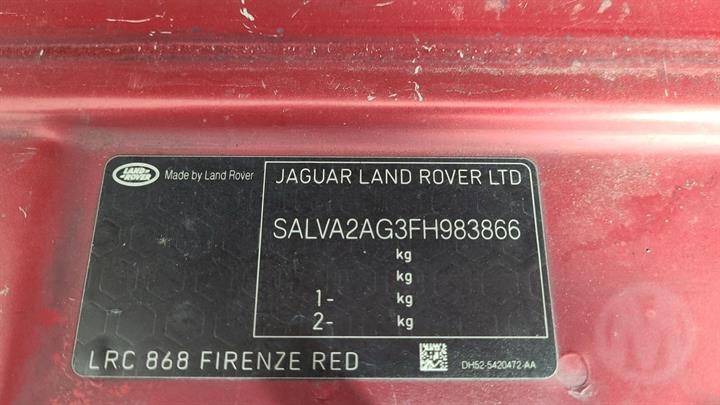 LAND ROVER
Made by Land Rover
JAGUAR LAND ROVER LTD
SALVA2AG3FH983866
kg
kg
1- kg
2- kg
LRC 868 FIRENZE RED
DH52-5420472-AA
M